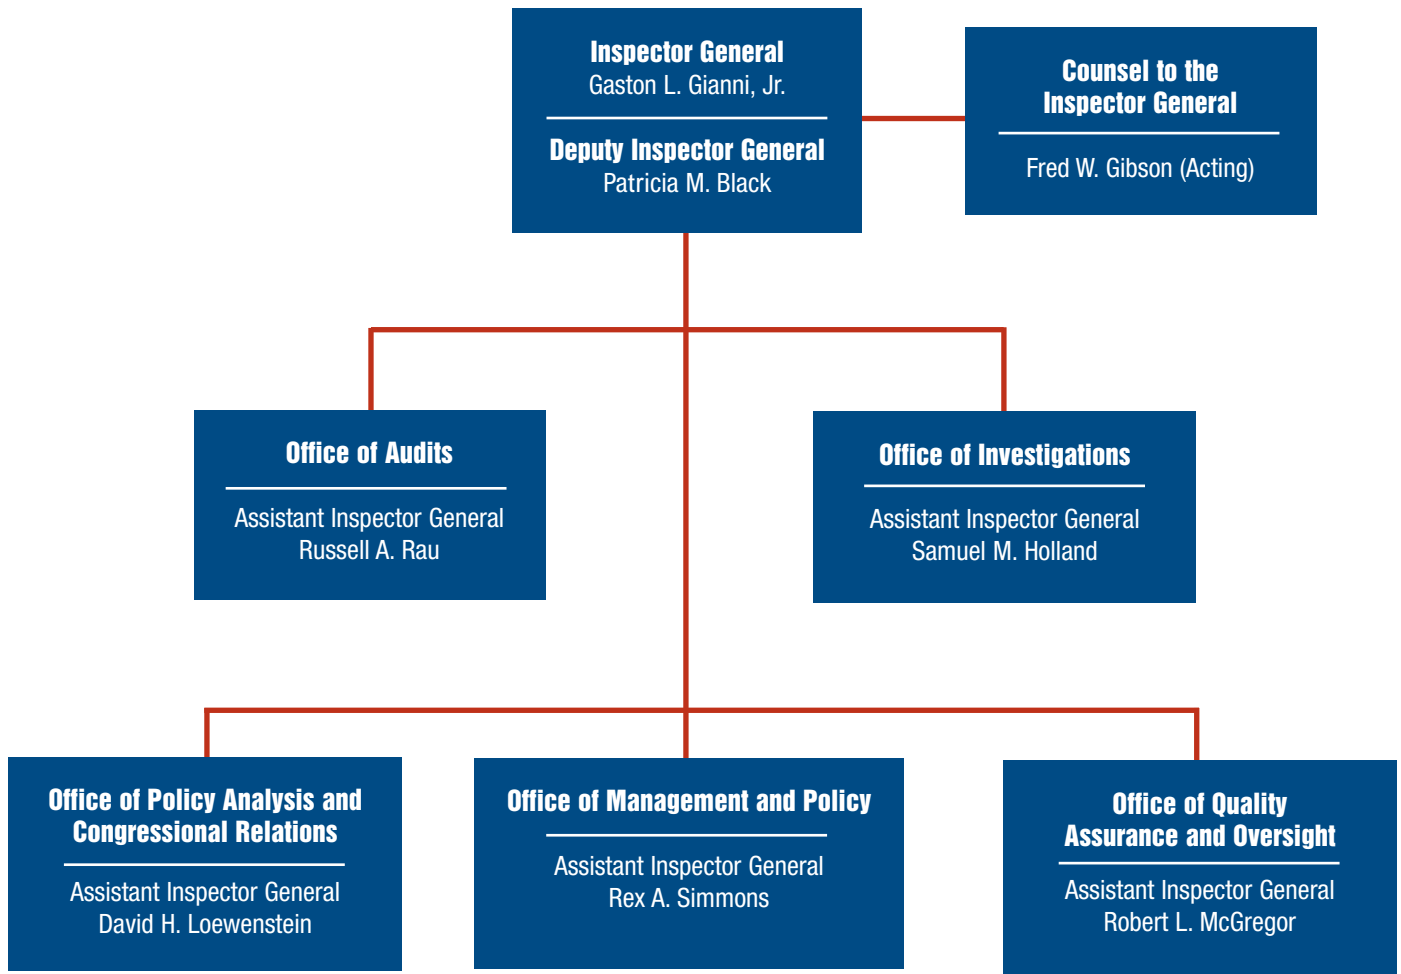 Inspector General
Gaston L. Gianni, Jr.
Deputy Inspector General
Patricia M. Black
Counsel to the
Inspector General
Fred W. Gibson (Acting)
Office of Audits
Assistant Inspector General
Russell A. Rau
Office of Investigations
Assistant Inspector General
Samuel M. Holland
Office of Policy Analysis and
Congressional Relations
Assistant Inspector General
David H. Loewenstein
Office of Management and Policy
Assistant Inspector General
Rex A. Simmons
Office of Quality
Assurance and Oversight
Assistant Inspector General
Robert L. McGregor